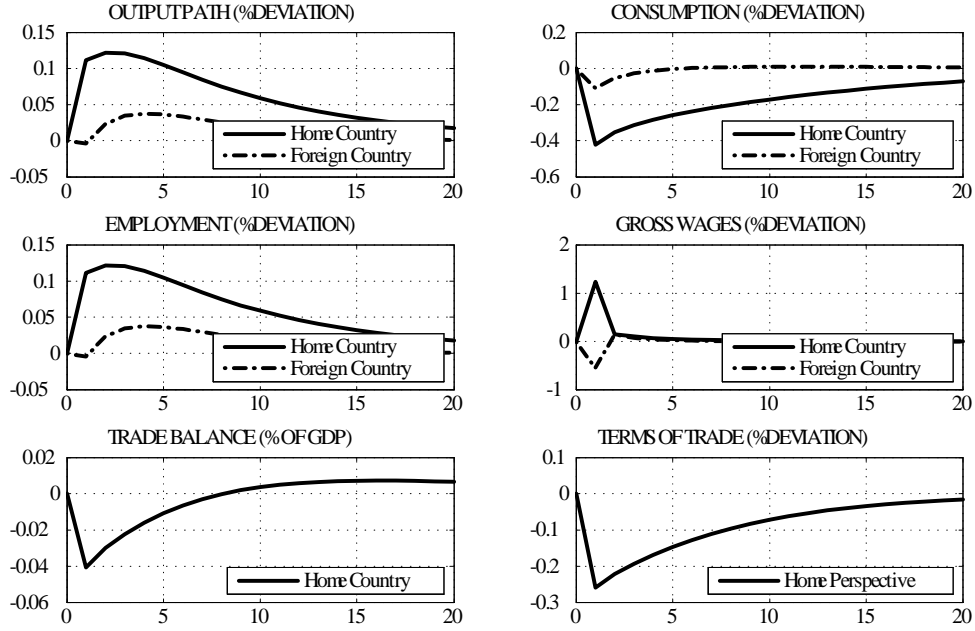 OUTPUT PATH (%DEVIATION)
0.15
0.1
0.05
0
-0.05
0 5 10 15 20
Home Country
Foreign Country
CONSUMPTION (%DEVIATION)
0.2
0
-0.2
-0.4
-0.6
0 5 10 15 20
Home Country
Foreign Country
EMPLOYMENT (%DEVIATION)
0.15
0.1
0.05
0
-0.05
0 5 10 15 20
Home Country
Foreign Country
GROSS WAGES (%DEVIATION)
2
1
0
-1
0 5 10 15 20
Home Country
Foreign Country
TRADE BALANCE (% OF GDP)
0.02
0
-0.02
-0.04
-0.06
0 5 10 15 20
Home Country
TERMS OF TRADE (%DEVIATION)
0.1
0
-0.1
-0.2
-0.3
0 5 10 15 20
Home Perspective